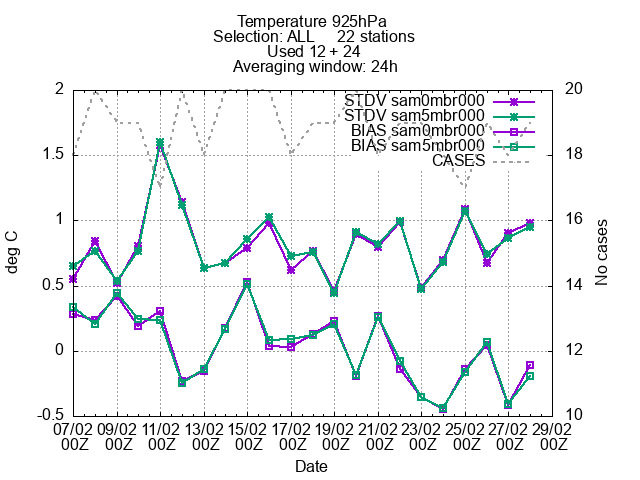 Temperature 925hPa
Selection: ALL 22 stations
Used 12 + 24
Averaging window: 24h
STDV sam0mbr000
STDV sam5mbr000
BIAS sam0mbr000
BIAS sam5mbr000
CASES
2
1.5
1
0.5
0
-0.5
deg C
20
18
16
14
12
10
No cases
07/02 09/02 11/02 13/02 15/02 17/02 19/02 21/02 23/02 25/02 27/02 29/02
00Z 00Z 00Z 00Z 00Z 00Z 00Z 00Z 00Z 00Z 00Z 00Z
Date